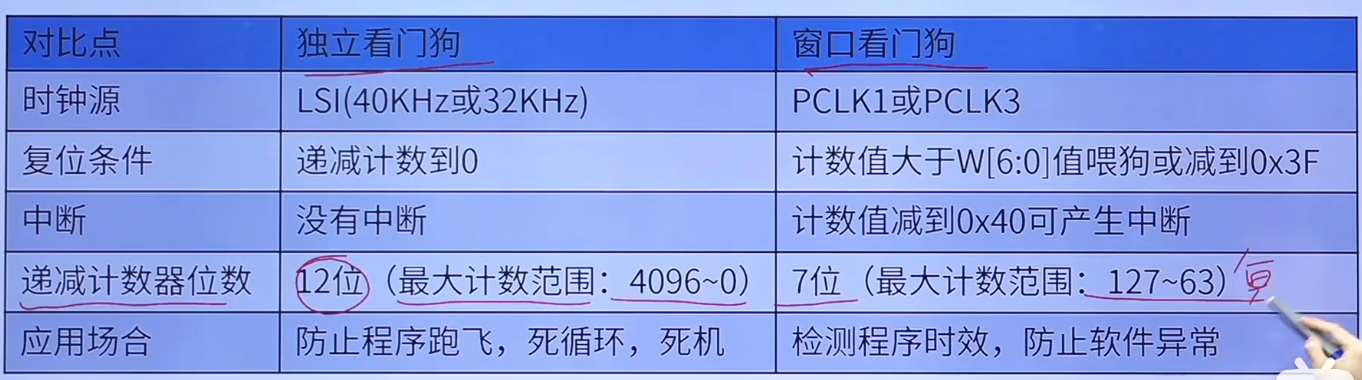 对比点 独立看门狗 窗口看门狗
时钟源 LSI(40KHz或32KHz) PCLK1或PCLK3
复位条件 递减计数到0 计数值大于W[6:0]值喂狗或减到0x3F
中断 没有中断 计数值减到0x40可产生中断
递减计数器位数 12位（最大计数范围：4096~0） 7位（最大计数范围：127~63）
应用场合 防止程序跑飞，死循环，死机 检测程序时效，防止软件异常